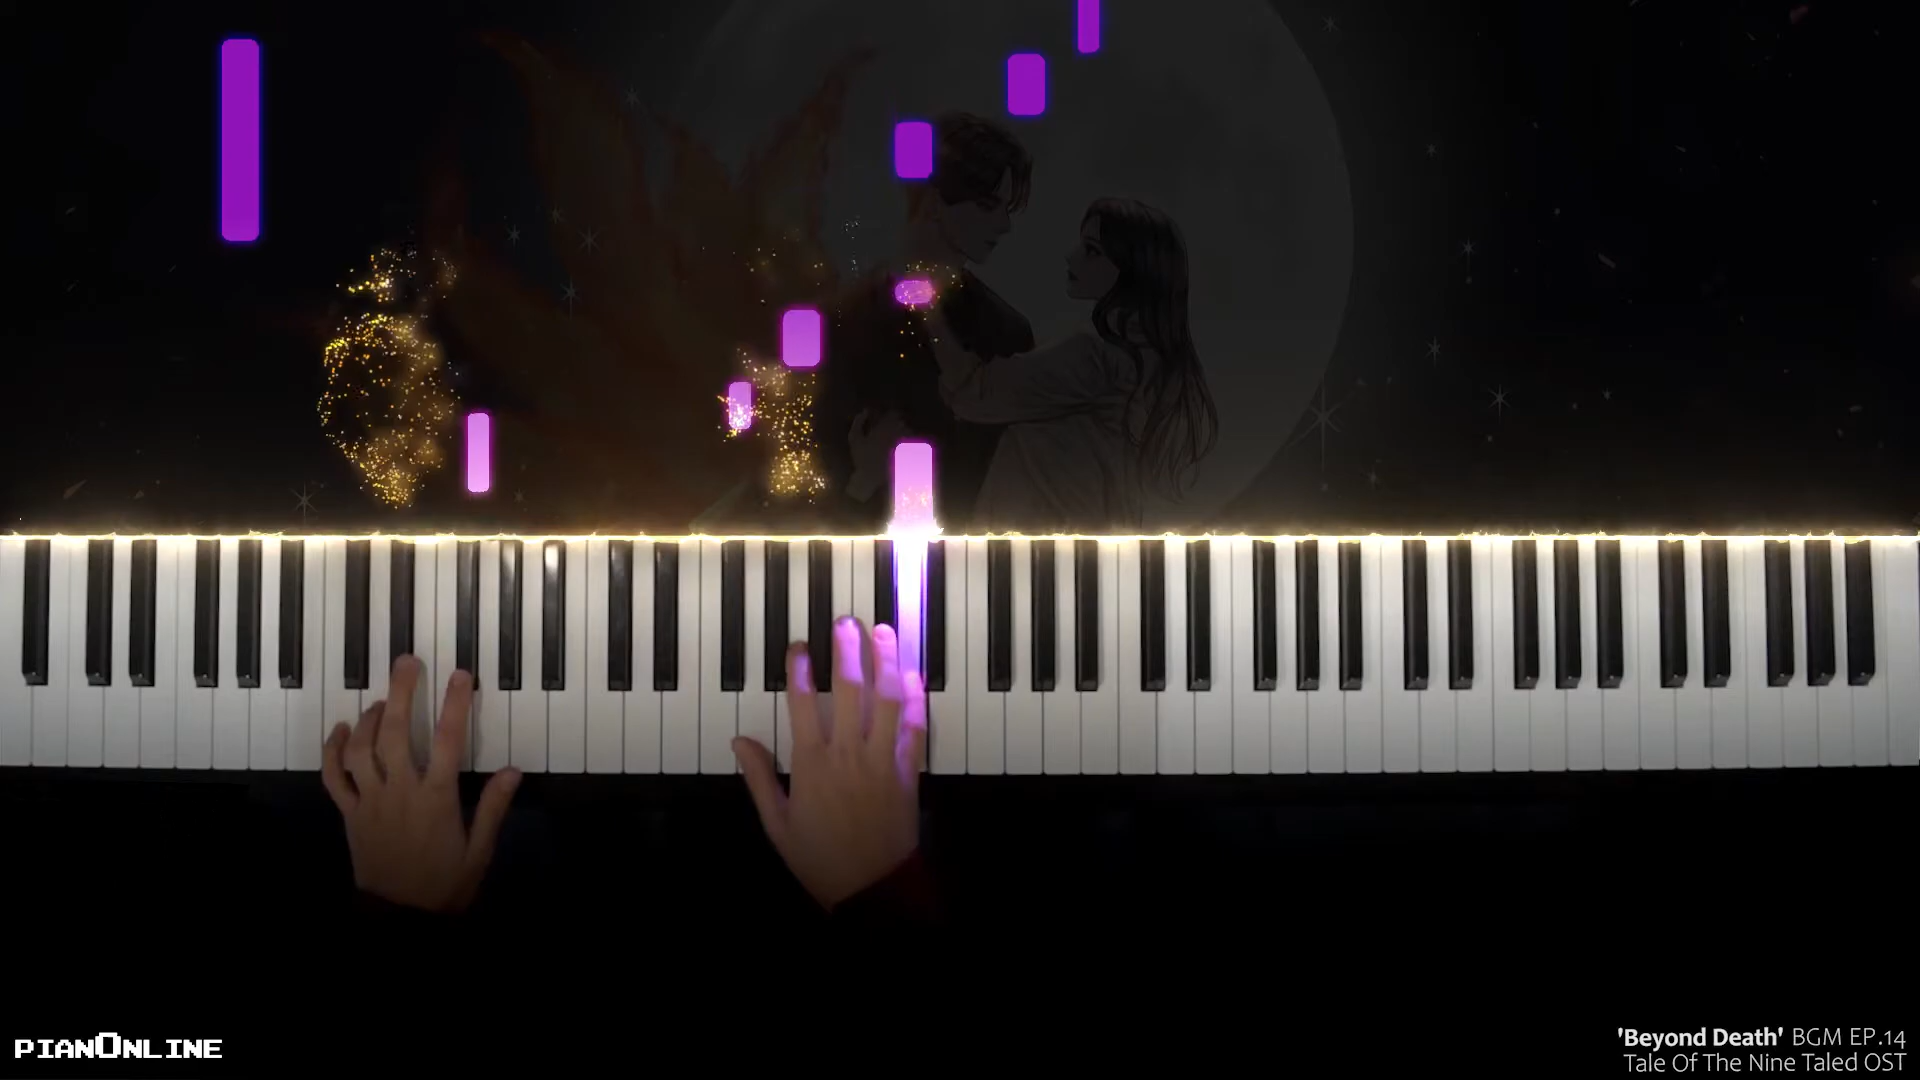 PIANONLINE
'Beyond Death' BGM EP.14
Tale Of The Nine Taled OST